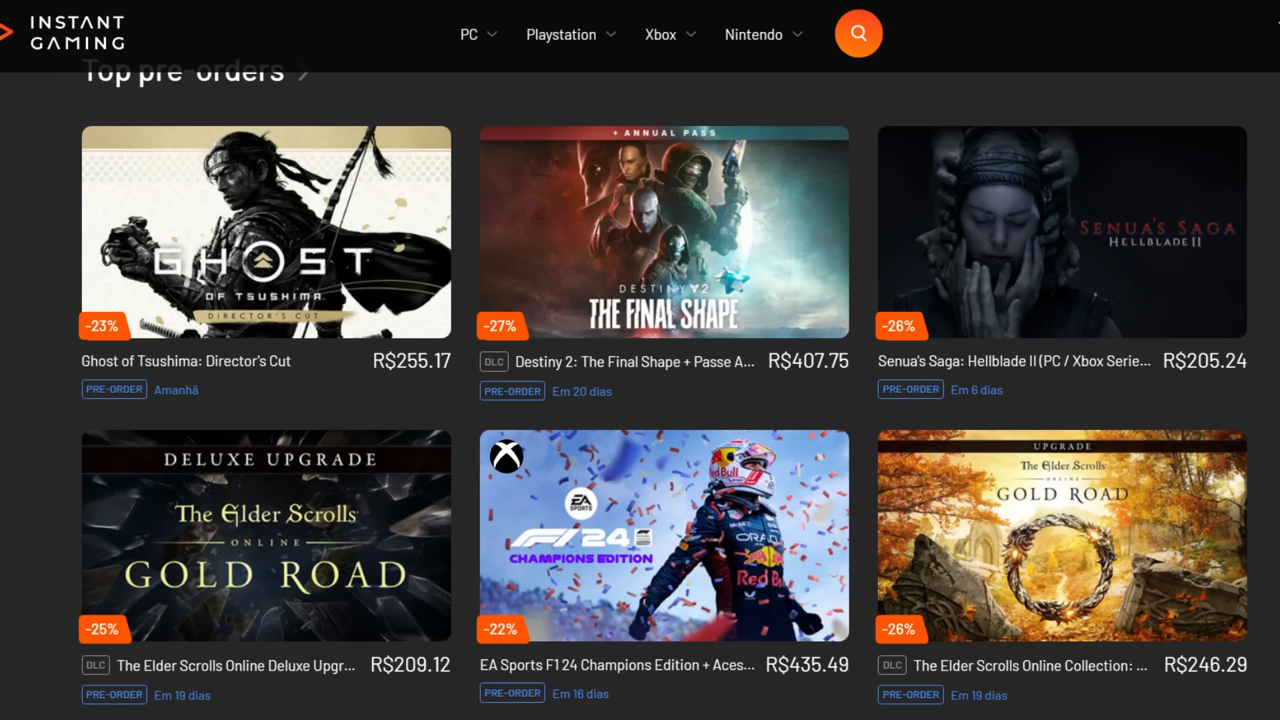 INSTANT
GAMING
PC
Playstation
Xbox
Nintendo
Top pre-orders
GHOST
OF TSUSHIMA
DIRECTOR'S CUT
-23%
Ghost of Tsushima: Director's Cut
R$255.17
PRE-ORDER
Amanhã
+ ANNUAL PASS
DESTINY 2
THE FINAL SHAPE
-27%
DLC
Destiny 2: The Final Shape + Passe A...
R$407.75
PRE-ORDER
Em 20 dias
SENUA'S SAGA
HELLBLADE II
-26%
Senua's Saga: Hellblade II (PC / Xbox Serie...
R$205.24
PRE-ORDER
Em 6 dias
DELUXE UPGRADE
The Elder Scrolls
ONLINE
GOLD ROAD
-25%
DLC
The Elder Scrolls Online Deluxe Upgr...
R$209.12
PRE-ORDER
Em 19 dias
EA
SPORTS
F1 24
CHAMPIONS EDITION
Red Bull
ORACLE
Red Bull
-22%
EA Sports F1 24 Champions Edition + Aces...
R$435.49
PRE-ORDER
Em 16 dias
UPGRADE
The Elder Scrolls
ONLINE
GOLD ROAD
-26%
DLC
The Elder Scrolls Online Collection: ...
R$246.29
PRE-ORDER
Em 19 dias